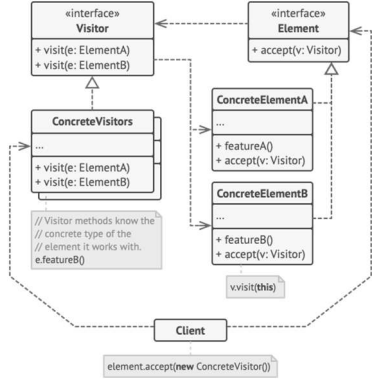 «interface»
Visitor
+ visit(e: ElementA)
+ visit(e: ElementB)
«interface»
Element
+ accept(v: Visitor)
ConcreteVisitors
...
+ visit(e: ElementA)
+ visit(e: ElementB)
// Visitor methods know the
// concrete type of the
// element it works with.
e.featureB()
ConcreteElementA
...
+ featureA()
+ accept(v: Visitor)
ConcreteElementB
...
+ featureB()
+ accept(v: Visitor)
v.visit(this)
Client
element.accept(new ConcreteVisitor())